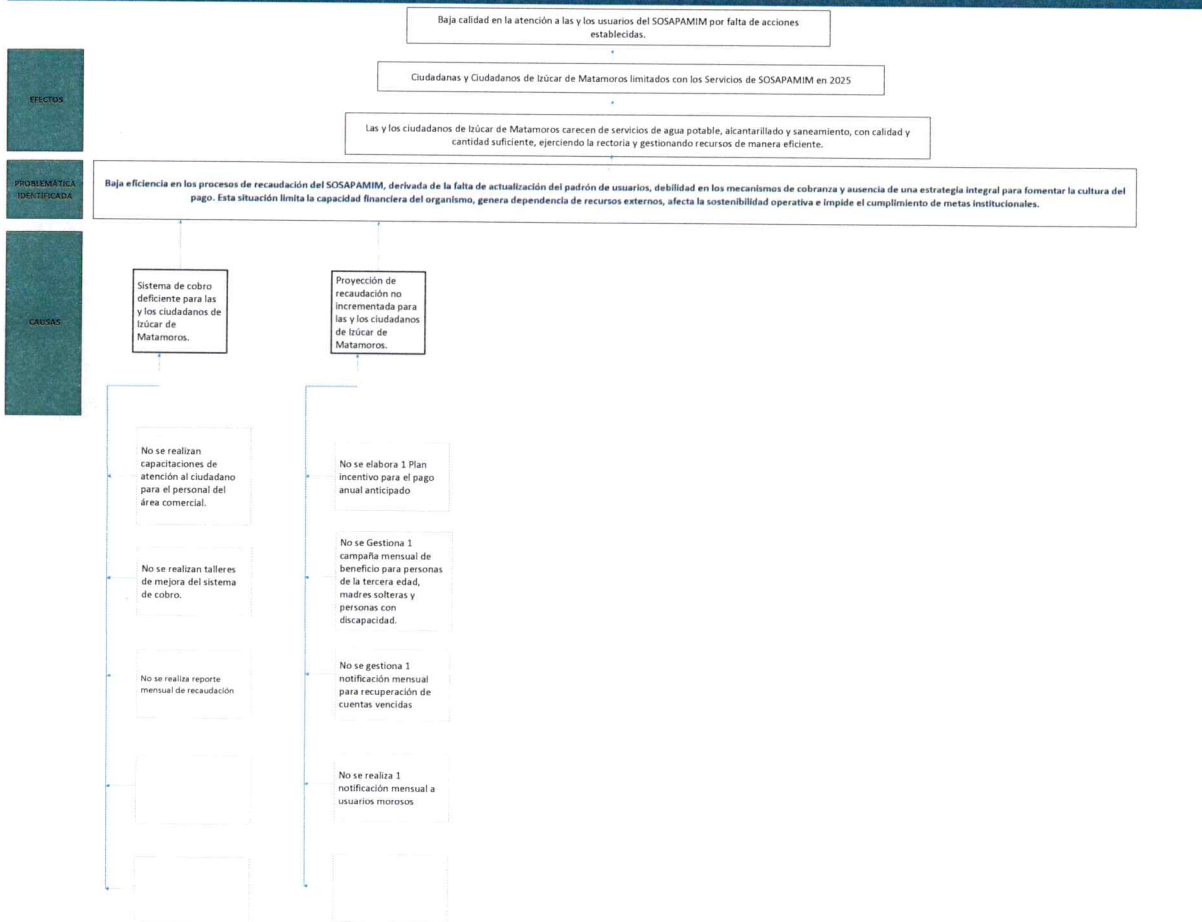 Baja calidad en la atención a las y los usuarios del SOSAPAMIM por falta de acciones
establecidas.
EFECTOS
Ciudadanas y Ciudadanos de Izúcar de Matamoros limitados con los Servicios de SOSAPAMIM en 2025
Las y los ciudadanos de Izúcar de Matamoros carecen de servicios de agua potable, alcantarillado y saneamiento, con calidad y
cantidad suficiente, ejerciendo la rectoria y gestionando recursos de manera eficiente.
PROBLEMÁTICA
IDENTIFICADA
Baja eficiencia en los procesos de recaudación del SOSAPAMIM, derivada de la falta de actualización del padrón de usuarios, debilidad en los mecanismos de cobranza y ausencia de una estrategia integral para fomentar la cultura del
pago. Esta situación limita la capacidad financiera del organismo, genera dependencia de recursos externos, afecta la sostenibilidad operativa e impide el cumplimiento de metas institucionales.
CAUSAS
Sistema de cobro
deficiente para las
y los ciudadanos de
Izúcar de
Matamoros.
Proyección de
recaudación no
incrementada para
las y los ciudadanos
de Izúcar de
Matamoros.
No se realizan
capacitaciones de
atención al ciudadano
para el personal del
área comercial.
No se realizan talleres
de mejora del sistema
de cobro.
No se realiza reporte
mensual de recaudación
No se elabora 1 Plan
incentivo para el pago
anual anticipado
No se Gestiona 1
campaña mensual de
beneficio para personas
de la tercera edad,
madres solteras y
personas con
discapacidad.
No se gestiona 1
notificación mensual
para recuperación de
cuentas vencidas
No se realiza 1
notificación mensual a
usuarios morosos